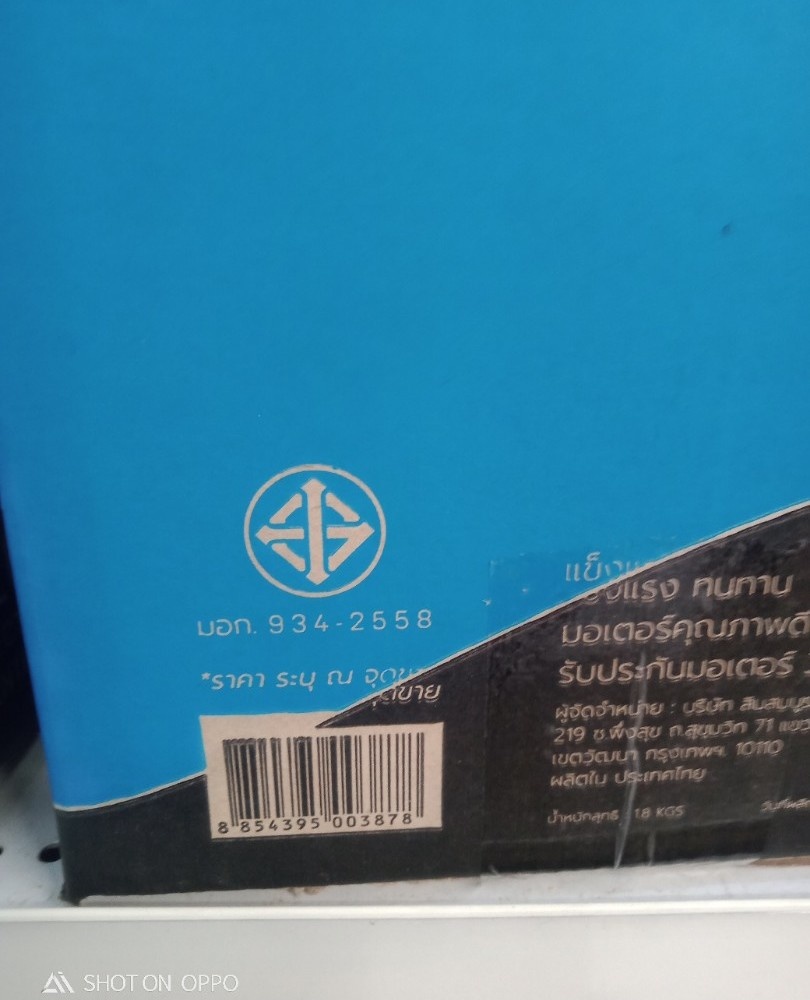 มอก. 934-2558
*ราคา ระบุ ณ จุดขาย
8 854395 003878
แข็งแรง ทนทาน
มอเตอร์คุณภาพดี
รับประกันมอเตอร์
ผู้จัดจำหน่าย : บริษัท
219 ซ.พึ่งสุข ถ.สุขุมวิท 71
เขตวัฒนา กรุงเทพฯ. 10110
ผลิตใน ประเทศไทย
น้ำหนักสุทธิ 18 KGS
SHOT ON OPPO